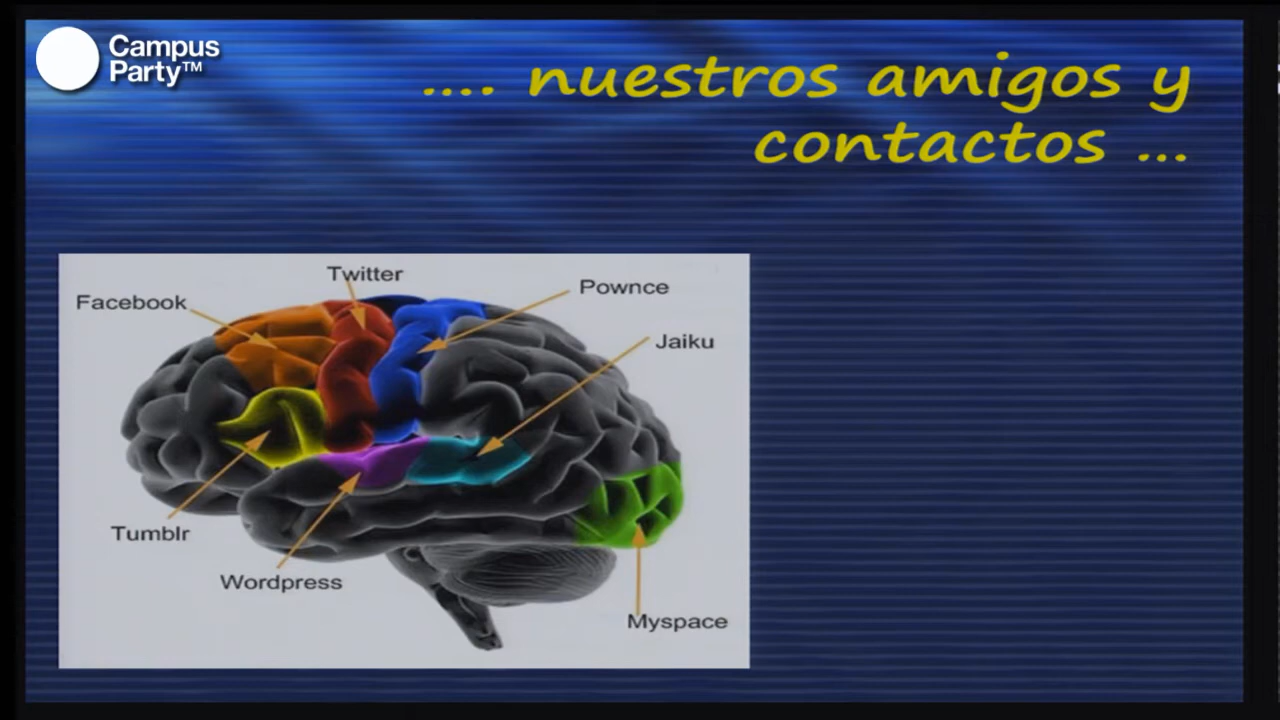 Campus
Party™
.... nuestros amigos y
contactos ...
Twitter
Facebook
Pownce
Jaiku
Tumblr
Wordpress
Myspace